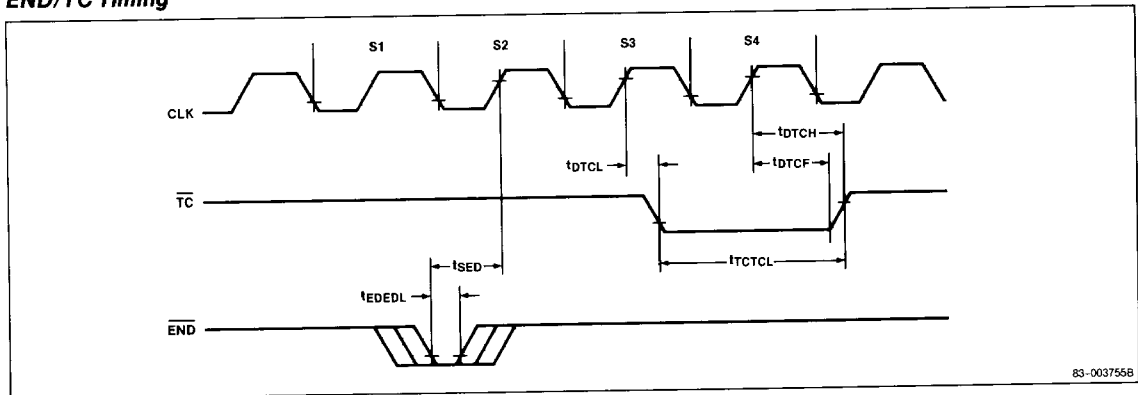 END/TC Timing
S1 S2 S3 S4
CLK
tDTCH
tDTCL
tDTCF
TC
tSED
tTCTCL
tEDEDL
END
83-003755B